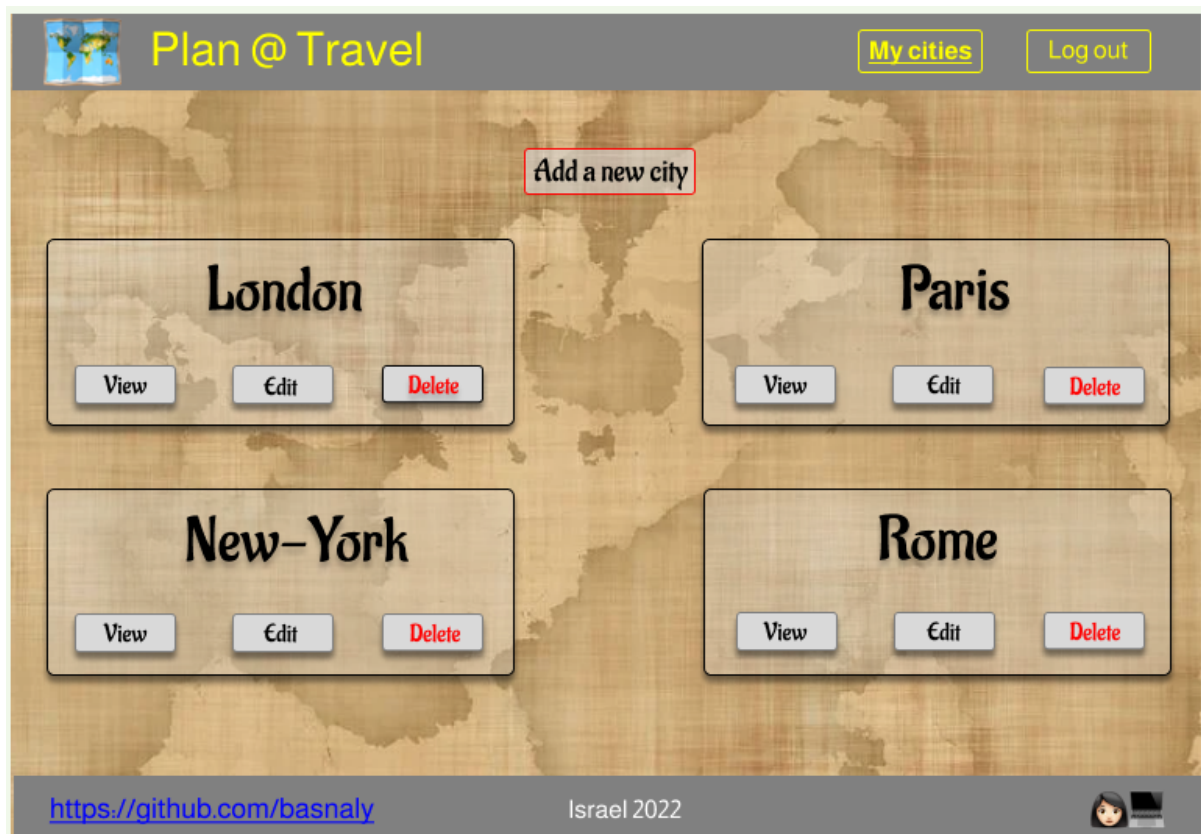 Plan @ Travel
My cities
Log out
Add a new city
London
View
Edit
Delete
Paris
View
Edit
Delete
New-York
View
Edit
Delete
Rome
View
Edit
Delete
https://github.com/basnaly
Israel 2022